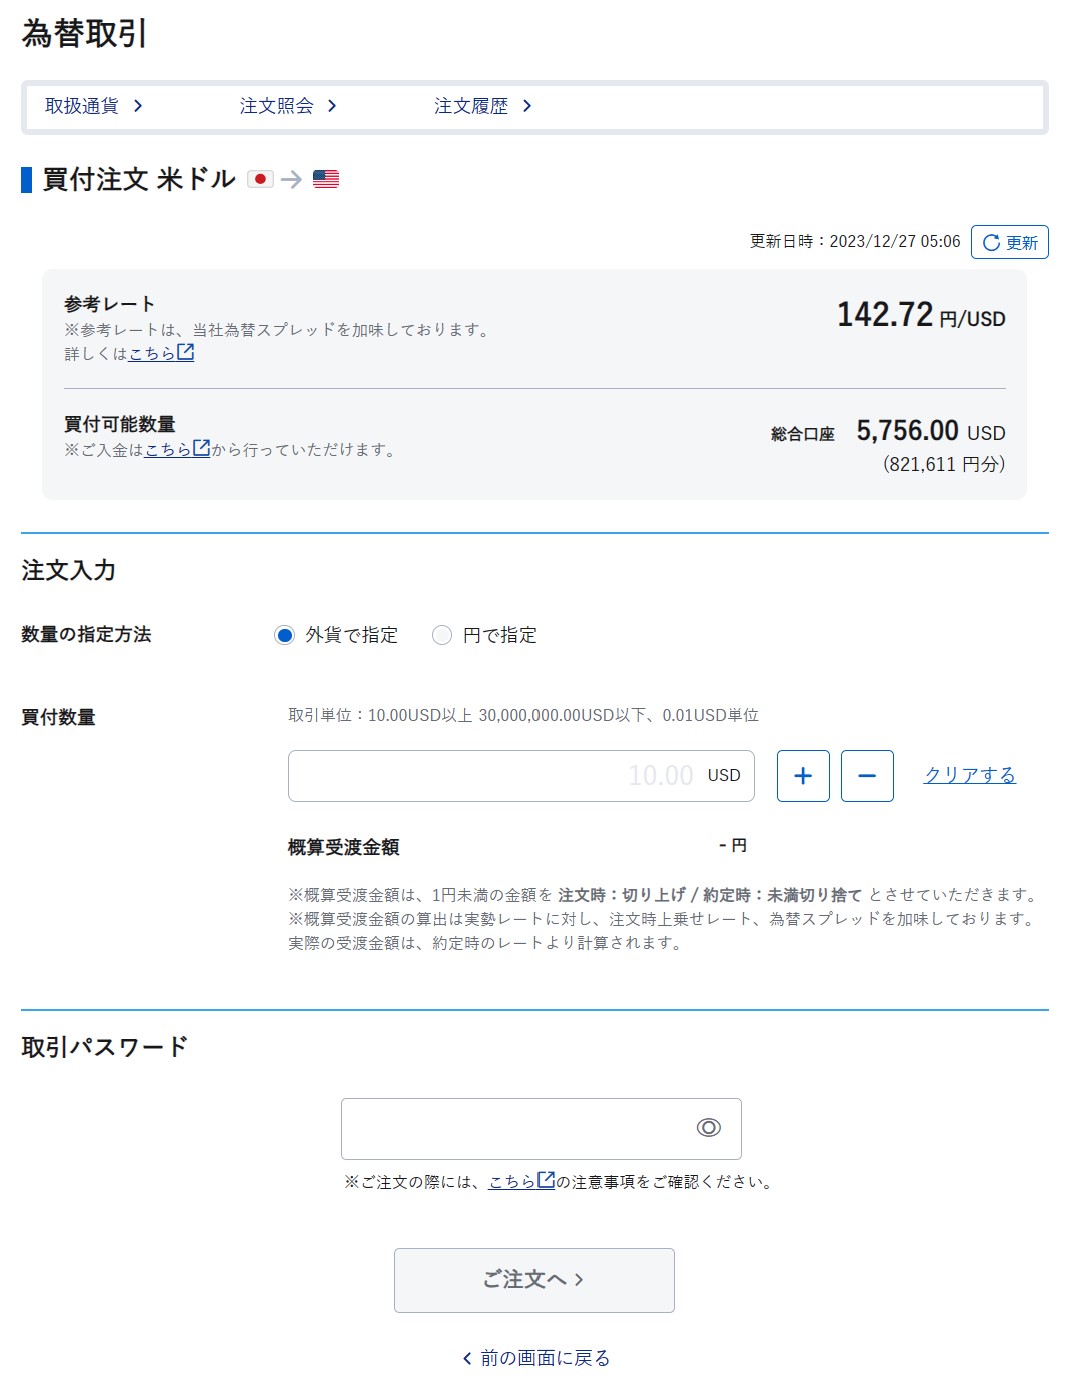 為替取引
取扱通貨 注文照会 注文履歴
買付注文 米ドル
更新日時：2023/12/27 05:06 更新
参考レート 142.72 円/USD
※参考レートは、当社為替スプレッドを加味しております。
詳しくはこちら
買付可能数量 総合口座 5,756.00 USD
※ご入金はこちらから行っていただけます。
（821,611 円分）
注文入力
数量の指定方法 外貨で指定 円で指定
買付数量 取引単位：10.00USD以上 30,000,000.00USD以下、0.01USD単位
10.00 USD + − クリアする
概算受渡金額 - 円
※概算受渡金額は、1円未満の金額を 注文時：切り上げ / 約定時：未満切り捨て とさせていただきます。
※概算受渡金額の算出は実勢レートに対し、注文時上乗せレート、為替スプレッドを加味しております。
実際の受渡金額は、約定時のレートより計算されます。
取引パスワード
※ご注文の際には、こちらの注意事項をご確認ください。
ご注文へ
前の画面に戻る